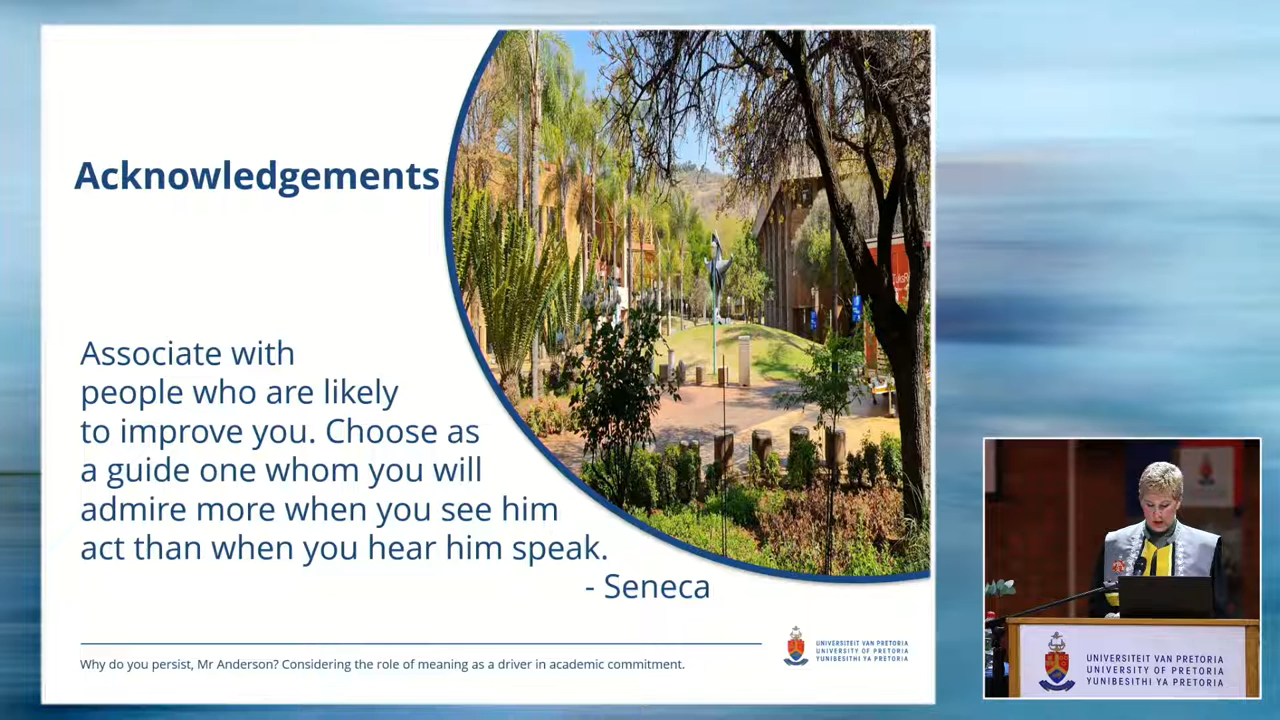 Acknowledgements
Associate with
people who are likely
to improve you. Choose as
a guide one whom you will
admire more when you see him
act than when you hear him speak.
- Seneca
Why do you persist, Mr Anderson? Considering the role of meaning as a driver in academic commitment.
UNIVERSITEIT VAN PRETORIA
UNIVERSITY OF PRETORIA
YUNIBESITHI YA PRETORIA
UNIVERSITEIT VAN PRETORIA
UNIVERSITY OF PRETORIA
YUNIBESITHI YA PRETORIA